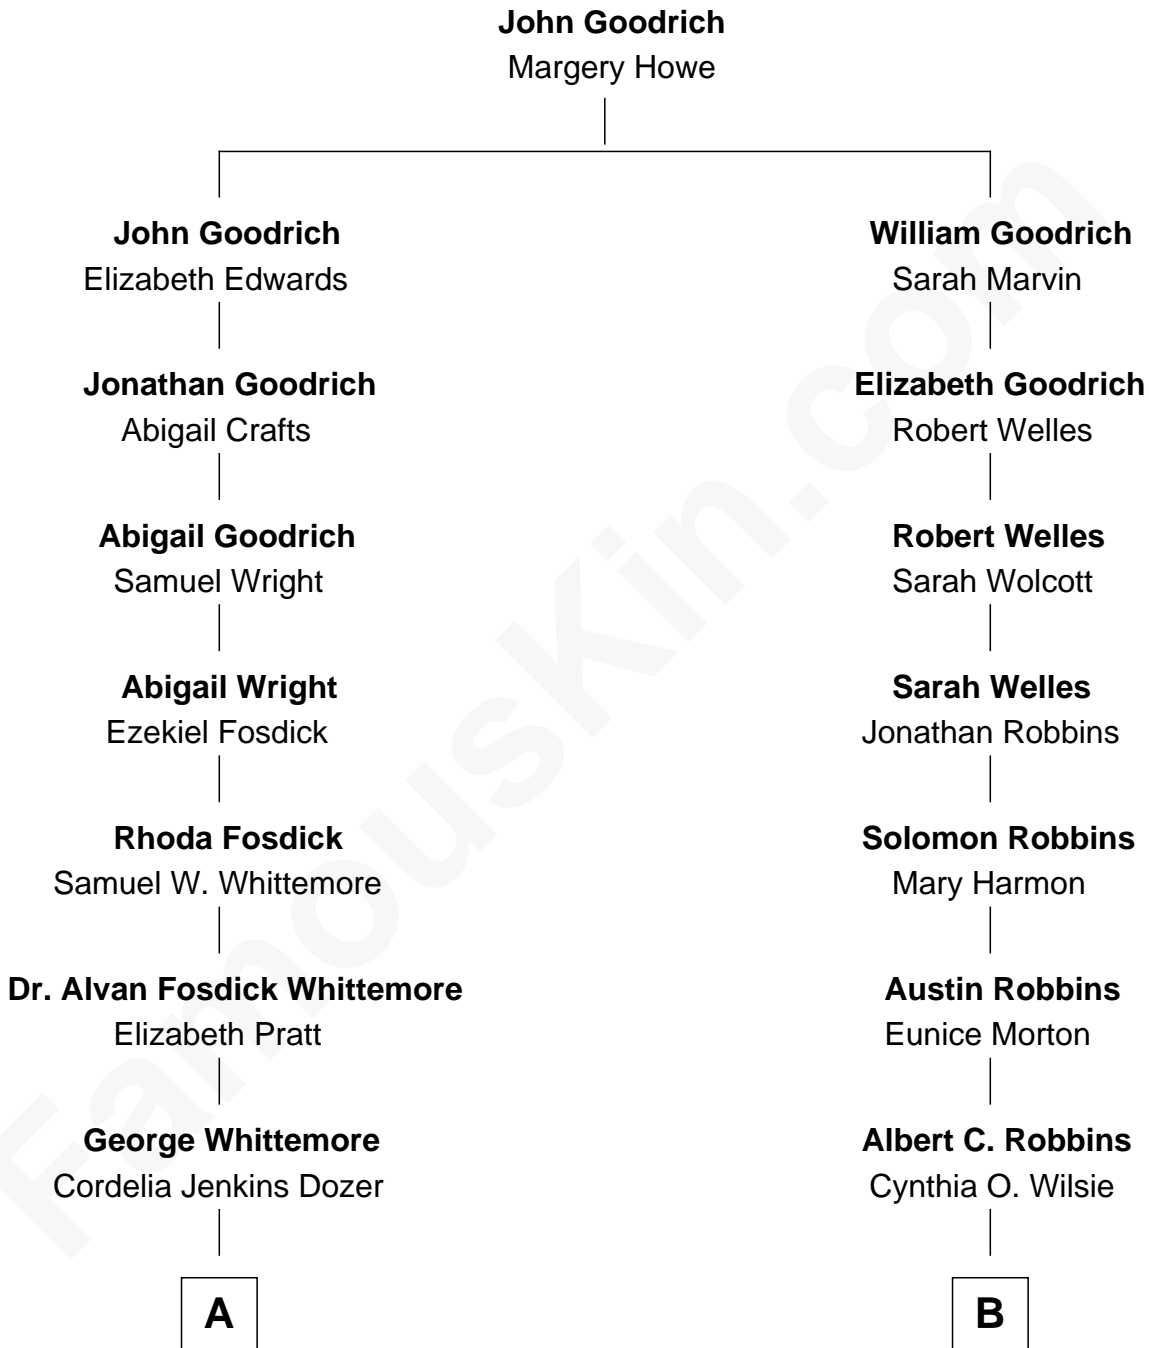 John Goodrich
Margery Howe
John Goodrich
Elizabeth Edwards
William Goodrich
Sarah Marvin
Jonathan Goodrich
Abigail Crafts
Elizabeth Goodrich
Robert Welles
Abigail Goodrich
Samuel Wright
Robert Welles
Sarah Wolcott
Abigail Wright
Ezekiel Fosdick
Sarah Welles
Jonathan Robbins
Rhoda Fosdick
Samuel W. Whittemore
Solomon Robbins
Mary Harmon
Dr. Alvan Fosdick Whittemore
Elizabeth Pratt
Austin Robbins
Eunice Morton
George Whittemore
Cordelia Jenkins Dozer
Albert C. Robbins
Cynthia O. Wilsie
A
B
FamousKin.com